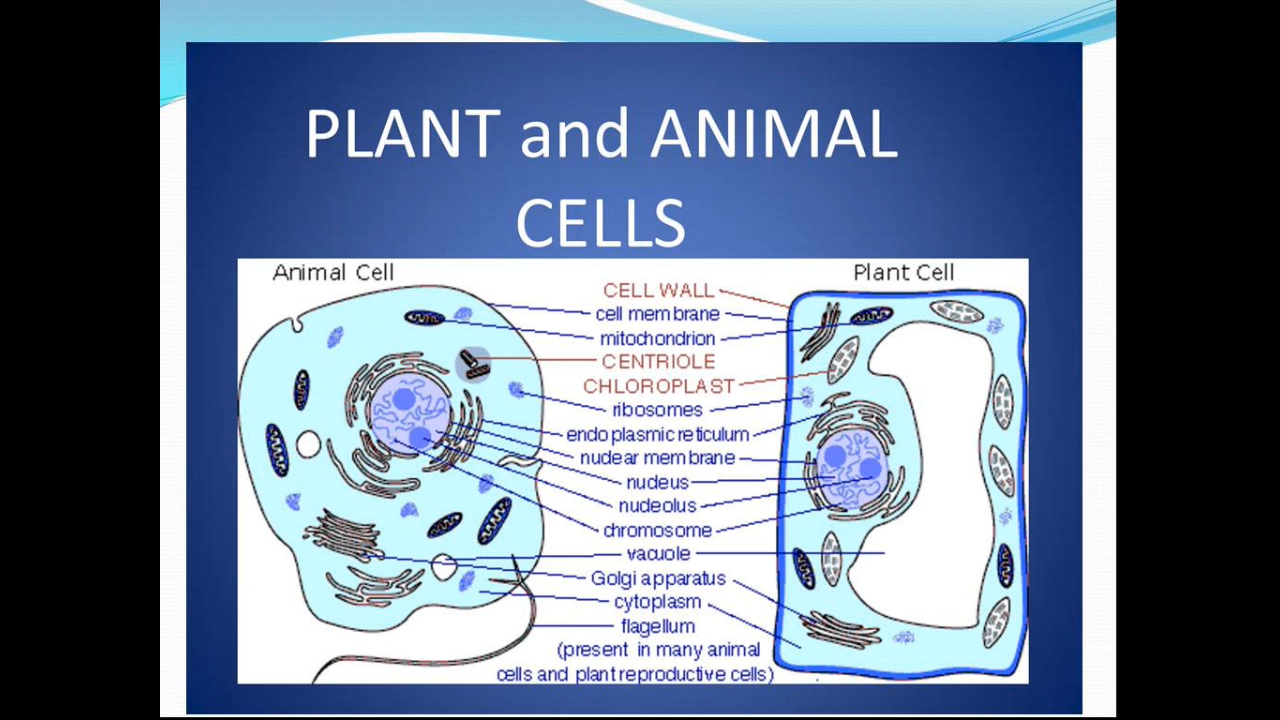 PLANT and ANIMAL
CELLS
Animal Cell
Plant Cell
CELL WALL
cell membrane
mitochondrion
CENTRIOLE
CHLOROPLAST
ribosomes
endoplasmic reticulum
nuclear membrane
nucleus
nucleolus
chromosome
vacuole
Golgi apparatus
cytoplasm
flagellum
(present in many animal
cells and plant reproductive cells)